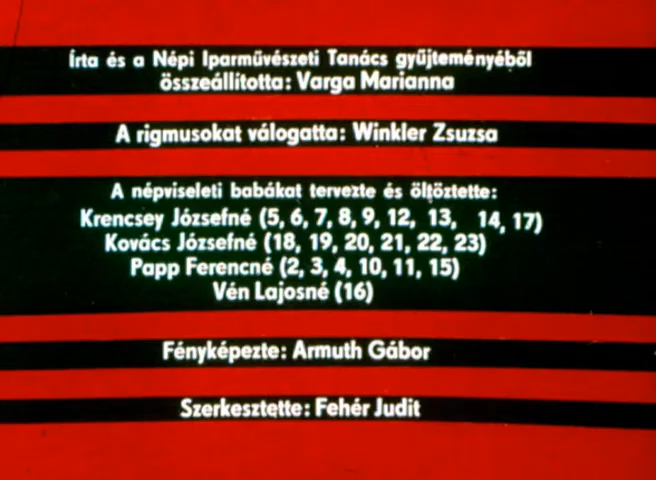 Írta és a Népi Iparművészeti Tanács gyűjteményéből
összeállította: Varga Marianna
A rigmusokat válogatta: Winkler Zsuzsa
A népviseleti babákat tervezte és öltöztette:
Krencsey Józsefné (5, 6, 7, 8, 9, 12, 13, 14, 17)
Kovács Józsefné (18, 19, 20, 21, 22, 23)
Papp Ferencné (2, 3, 4, 10, 11, 15)
Vén Lajosné (16)
Fényképezte: Armuth Gábor
Szerkesztette: Fehér Judit